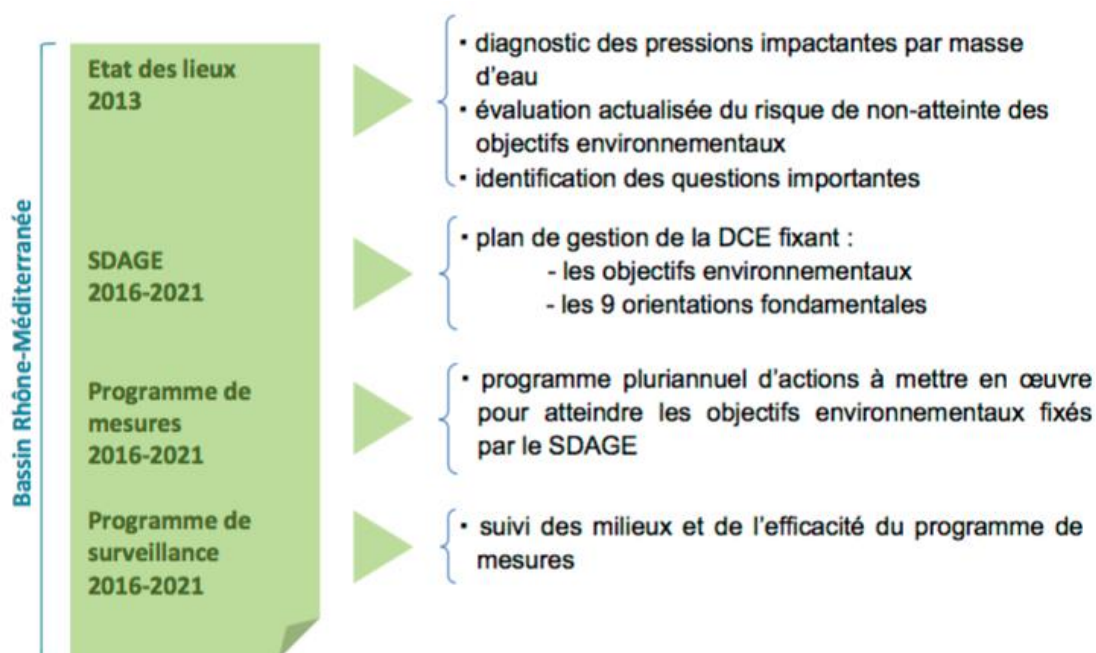 Bassin Rhône-Méditerranée
Etat des lieux
2013
· diagnostic des pressions impactantes par masse
d'eau
· évaluation actualisée du risque de non-atteinte des
objectifs environnementaux
· identification des questions importantes
SDAGE
2016-2021
· plan de gestion de la DCE fixant :
- les objectifs environnementaux
- les 9 orientations fondamentales
Programme de
mesures
2016-2021
· programme pluriannuel d'actions à mettre en œuvre
pour atteindre les objectifs environnementaux fixés
par le SDAGE
Programme de
surveillance
2016-2021
· suivi des milieux et de l'efficacité du programme de
mesures